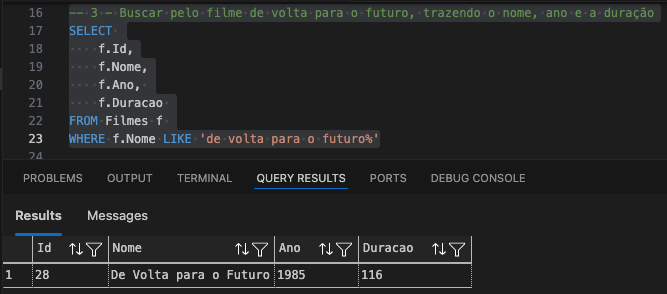 16 -- 3 - Buscar pelo filme de volta para o futuro, trazendo o nome, ano e a duração
17 SELECT
18 f.Id,
19 f.Nome,
20 f.Ano,
21 f.Duracao
22 FROM Filmes f
23 WHERE f.Nome LIKE 'de volta para o futuro%'
24
PROBLEMS OUTPUT TERMINAL QUERY RESULTS PORTS DEBUG CONSOLE
Results Messages
Id Nome Ano Duracao
1 28 De Volta para o Futuro 1985 116